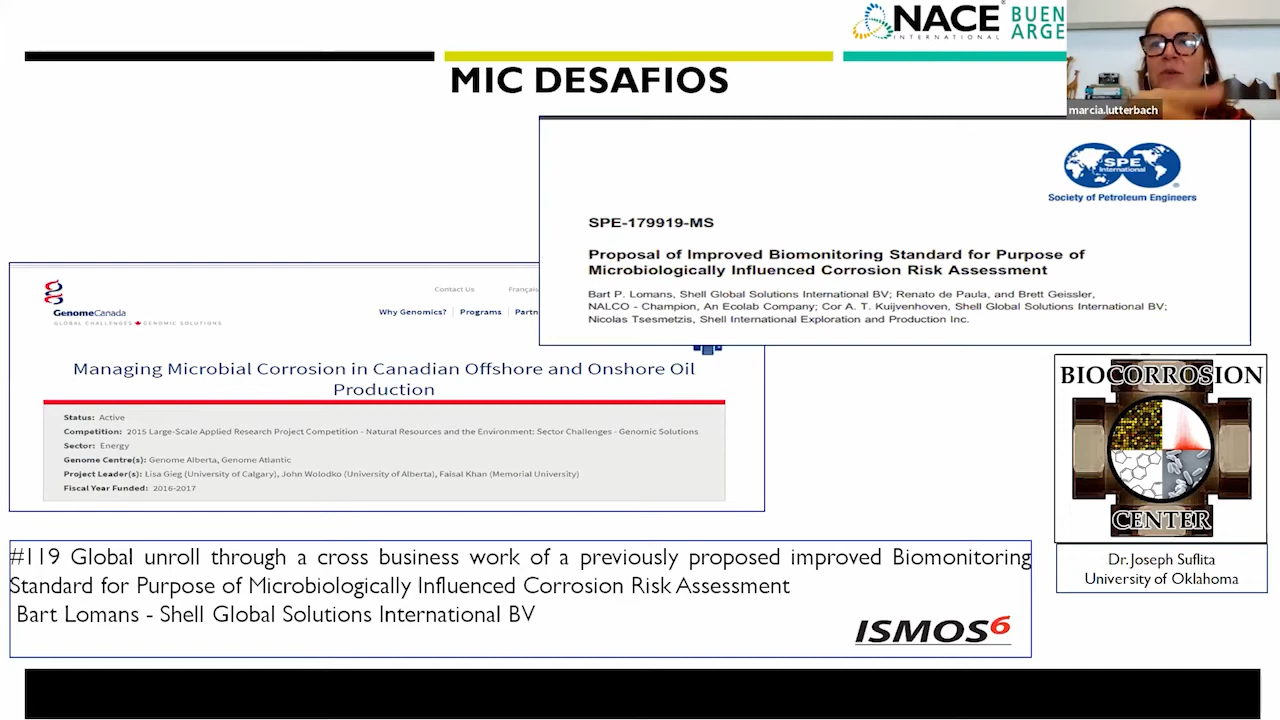 NACE
INTERNATIONAL
BUEN
ARGE
marcia.lutterbach
MIC DESAFIOS
SPE
International
Society of Petroleum Engineers
SPE-179919-MS
Proposal of Improved Biomonitoring Standard for Purpose of
Microbiologically Influenced Corrosion Risk Assessment
Bart P. Lomans, Shell Global Solutions International BV; Renato de Paula, and Brett Geissler,
NALCO - Champion, An Ecolab Company; Cor A. T. Kuijvenhoven, Shell Global Solutions International BV;
Nicolas Tsesmetzis, Shell International Exploration and Production Inc.
GenomeCanada
GLOBAL CHALLENGES GENOMIC SOLUTIONS
Contact Us Français
Why Genomics? Programs Partn
Managing Microbial Corrosion in Canadian Offshore and Onshore Oil
Production
Status: Active
Competition: 2015 Large-Scale Applied Research Project Competition - Natural Resources and the Environment: Sector Challenges - Genomic Solutions
Sector: Energy
Genome Centre(s): Genome Alberta, Genome Atlantic
Project Leader(s): Lisa Gieg (University of Calgary), John Wolodko (University of Alberta), Faisal Khan (Memorial University)
Fiscal Year Funded: 2016-2017
BIOCORROSION
CENTER
Dr. Joseph Suflita
University of Oklahoma
#119 Global unroll through a cross business work of a previously proposed improved Biomonitoring
Standard for Purpose of Microbiologically Influenced Corrosion Risk Assessment
Bart Lomans - Shell Global Solutions International BV
ISMOS6